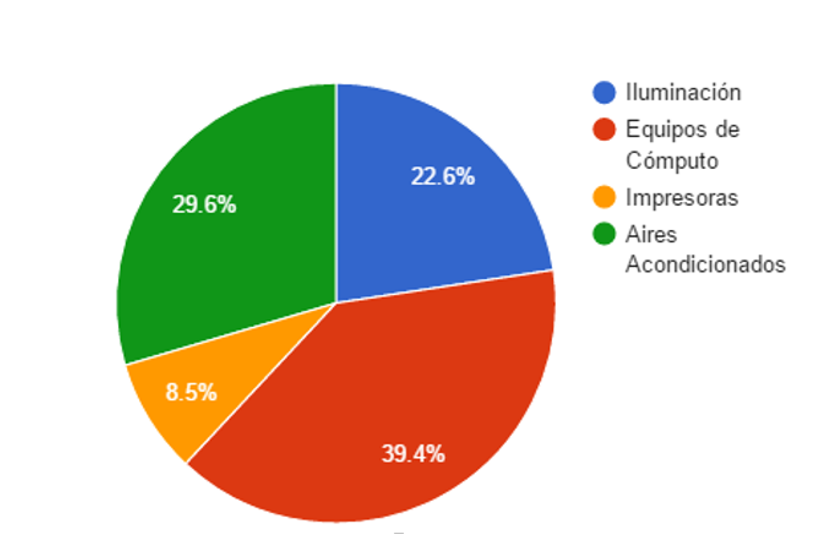 Iluminación
Equipos de
Cómputo
Impresoras
Aires
Acondicionados
22.6%
29.6%
8.5%
39.4%